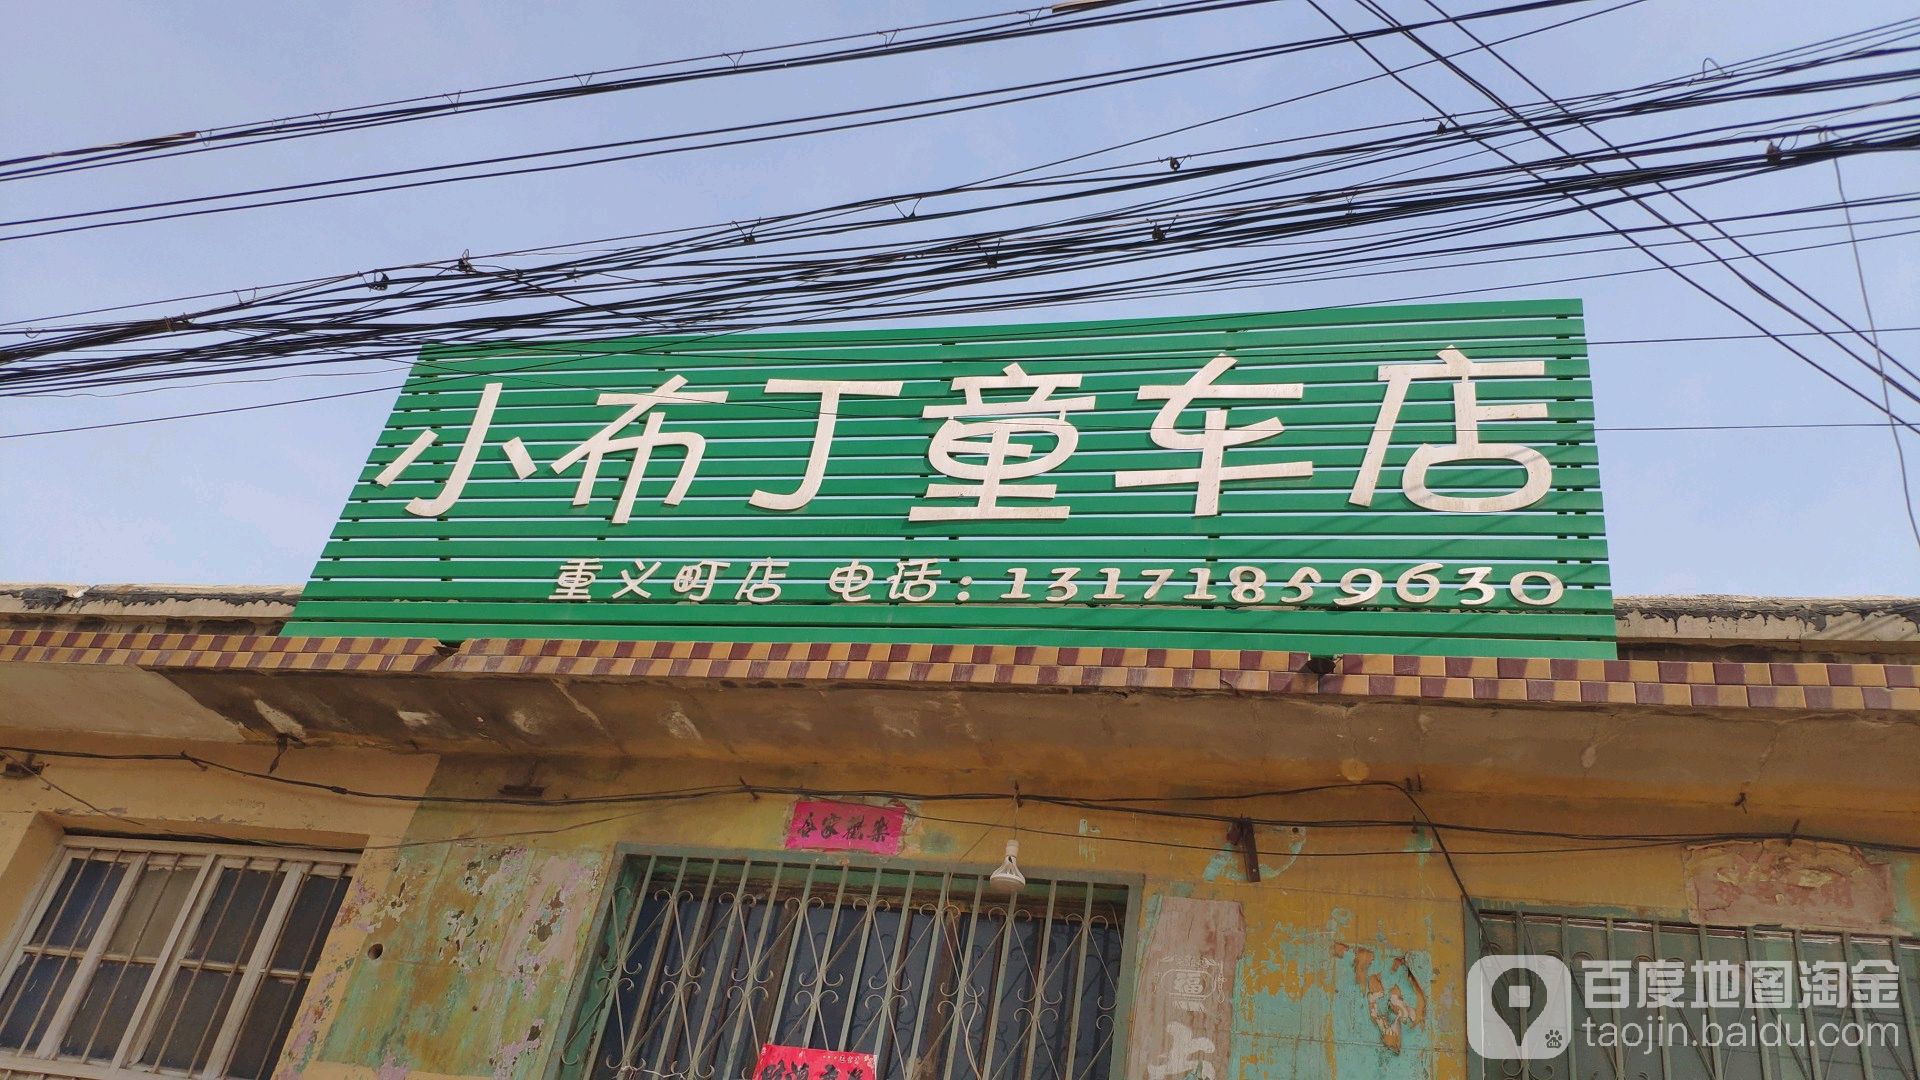 小布丁童车店
重义町店 电话:13171859630
合家欢乐
福
百度地图淘金
taojin.baidu.com